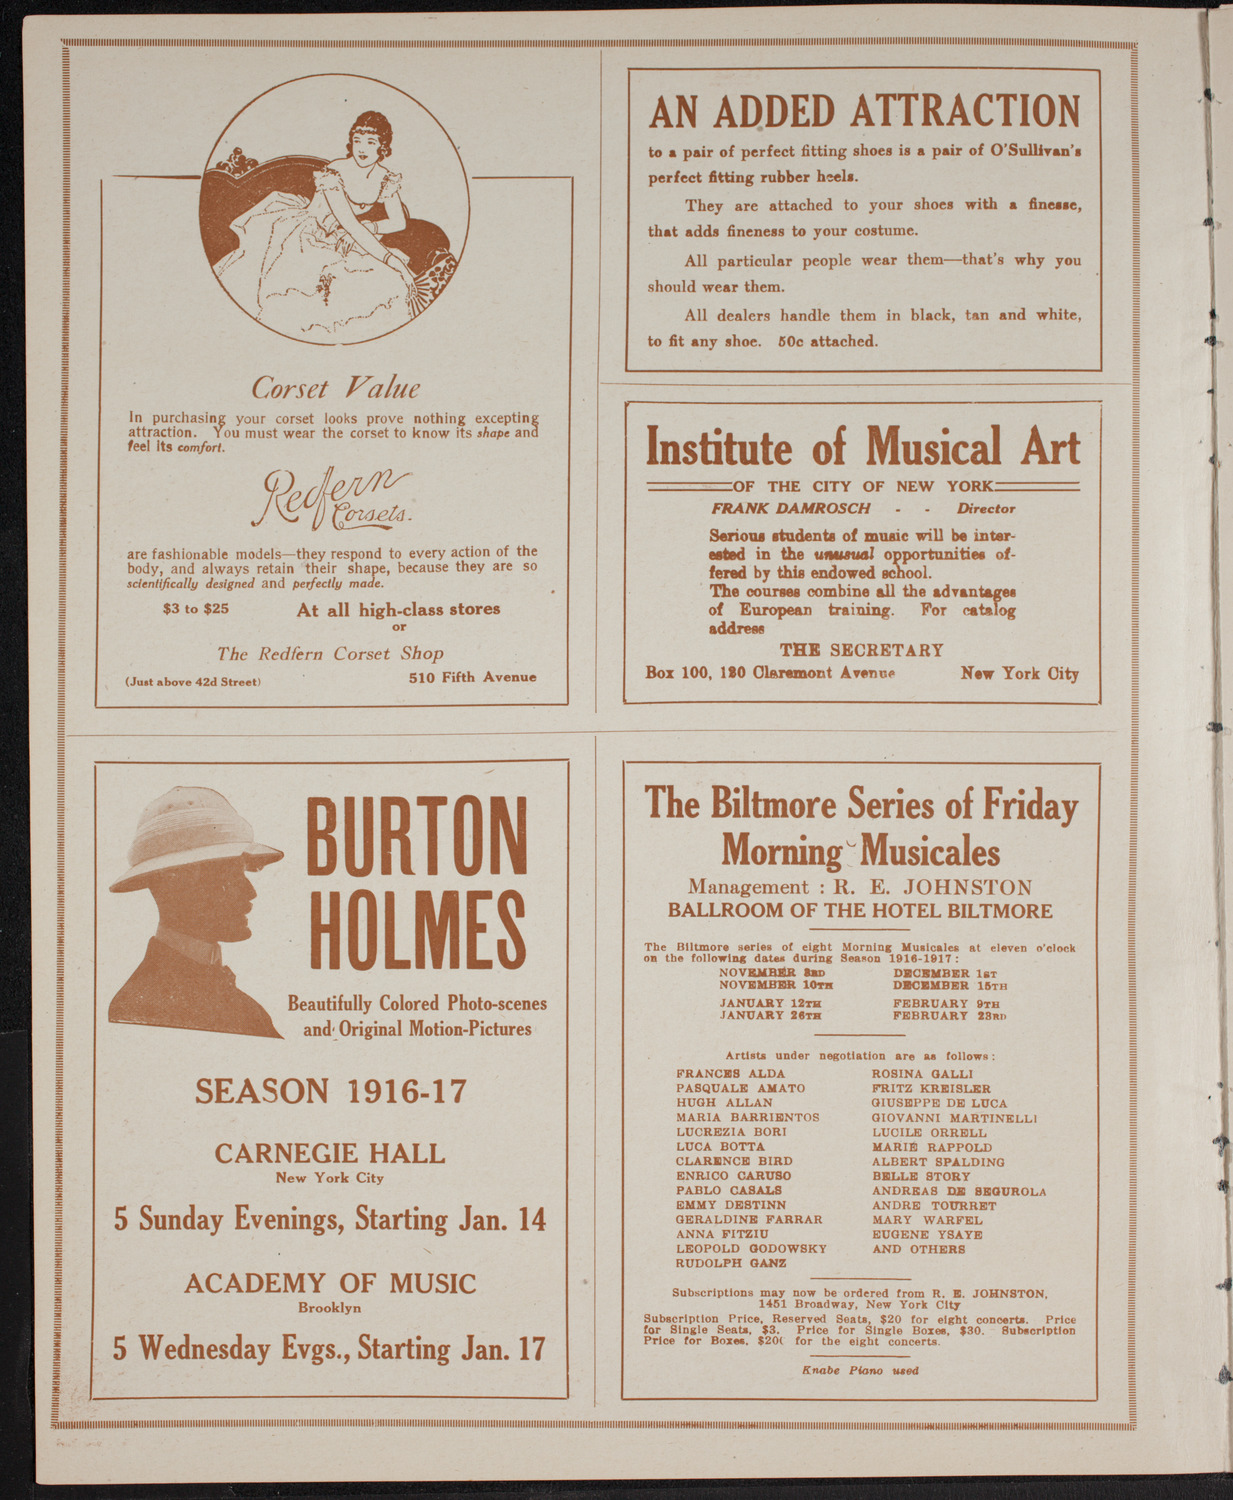 Corset Value
In purchasing your corset looks prove nothing excepting
attraction. You must wear the corset to know its shape and
feel its comfort.
Redfern
Corsets.
are fashionable models—they respond to every action of the
body, and always retain their shape, because they are so
scientifically designed and perfectly made.
$3 to $25 At all high-class stores
or
The Redfern Corset Shop
(Just above 42d Street) 510 Fifth Avenue
AN ADDED ATTRACTION
to a pair of perfect fitting shoes is a pair of O'Sullivan's
perfect fitting rubber heels.
They are attached to your shoes with a finesse,
that adds fineness to your costume.
All particular people wear them—that's why you
should wear them.
All dealers handle them in black, tan and white,
to fit any shoe. 50c attached.
Institute of Musical Art
OF THE CITY OF NEW YORK
FRANK DAMROSCH - - Director
Serious students of music will be inter-
ested in the unusual opportunities of-
fered by this endowed school.
The courses combine all the advantages
of European training. For catalog
address
THE SECRETARY
Box 100, 120 Claremont Avenue New York City
BURTON
HOLMES
Beautifully Colored Photo-scenes
and Original Motion-Pictures
SEASON 1916-17
CARNEGIE HALL
New York City
5 Sunday Evenings, Starting Jan. 14
ACADEMY OF MUSIC
Brooklyn
5 Wednesday Evgs., Starting Jan. 17
The Biltmore Series of Friday
Morning Musicales
Management : R. E. JOHNSTON
BALLROOM OF THE HOTEL BILTMORE
The Biltmore series of eight Morning Musicales at eleven o'clock
on the following dates during Season 1916-1917 :
NOVEMBER 3RD DECEMBER 1ST
NOVEMBER 10TH DECEMBER 15TH
JANUARY 12TH FEBRUARY 9TH
JANUARY 26TH FEBRUARY 23RD
Artists under negotiation are as follows :
FRANCES ALDA ROSINA GALLI
PASQUALE AMATO FRITZ KREISLER
HUGH ALLAN GIUSEPPE DE LUCA
MARIA BARRIENTOS GIOVANNI MARTINELLI
LUCREZIA BORI LUCILE ORRELL
LUCA BOTTA MARIE RAPPOLD
CLARENCE BIRD ALBERT SPALDING
ENRICO CARUSO BELLE STORY
PABLO CASALS ANDREAS DE SEGUROLA
EMMY DESTINN ANDRE TOURRET
GERALDINE FARRAR MARY WARFEL
ANNA FITZIU EUGENE YSAYE
LEOPOLD GODOWSKY AND OTHERS
RUDOLPH GANZ
Subscriptions may now be ordered from R. E. JOHNSTON,
1451 Broadway, New York City
Subscription Price, Reserved Seats, $20 for eight concerts. Price
for Single Seats, $3. Price for Single Boxes, $30. Subscription
Price for Boxes, $200 for the eight concerts.
Knabe Piano used